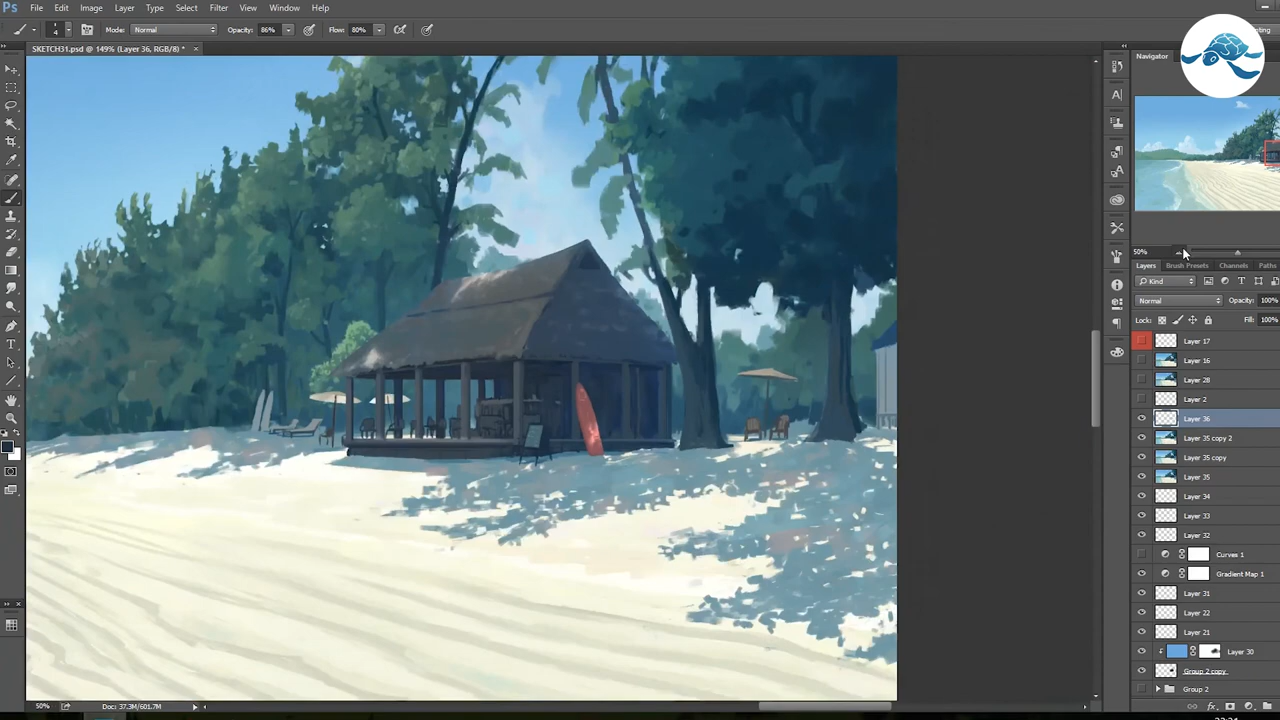 Ps File Edit Image Layer Type Select Filter View Window Help
4 Mode: Normal Opacity: 86% Flow: 80%
SKETCH31.psd @ 149% (Layer 36, RGB/8) * ×
Navigator
50%
Layers Brush Presets Channels Paths
Kind
Normal Opacity: 100%
Lock: Fill: 100%
Layer 17
Layer 16
Layer 28
Layer 2
Layer 36
Layer 35 copy 2
Layer 35 copy
Layer 35
Layer 34
Layer 33
Layer 32
Curves 1
Gradient Map 1
Layer 31
Layer 22
Layer 21
Layer 30
Group 2 copy
Group 2
50% Doc: 37.3M/601.7M